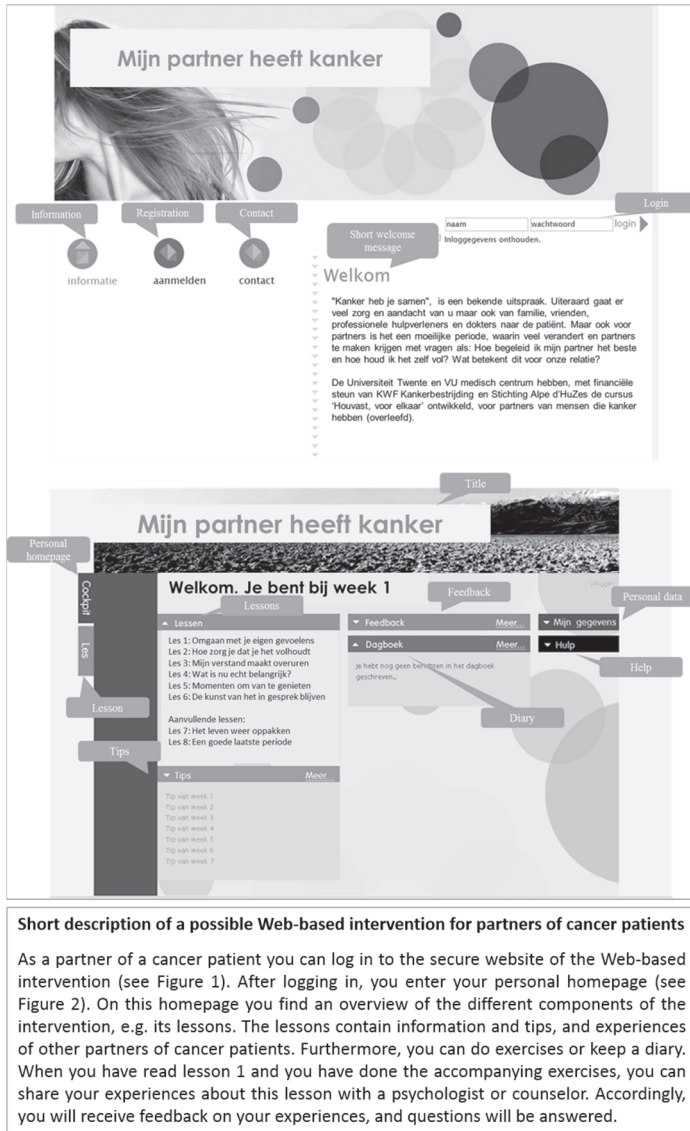 Mijn partner heeft kanker
Information
Registration
Contact
Login
informatie
aanmelden
contact
Short welcome
message
naam
wachtwoord
login
Inloggegevens onthouden.
Welkom
"Kanker heb je samen", is een bekende uitspraak. Uiteraard gaat er
veel zorg en aandacht van u maar ook van familie, vrienden,
professionele hulpverleners en dokters naar de patiënt. Maar ook voor
partners is het een moeilijke periode, waarin veel verandert en partners
te maken krijgen met vragen als: Hoe begeleid ik mijn partner het beste
en hoe houd ik het zelf vol? Wat betekent dit voor onze relatie?
De Universiteit Twente en VU medisch centrum hebben, met financiële
steun van KWF Kankerbestrijding en Stichting Alpe d'HuZes de cursus
'Houvast, voor elkaar' ontwikkeld, voor partners van mensen die kanker
hebben (overleefd).
Title
Mijn partner heeft kanker
Personal
homepage
Cockpit
Les
Lesson
Tips
Welkom. Je bent bij week 1
Lessons
Lessen
Les 1: Omgaan met je eigen gevoelens
Les 2: Hoe zorg je dat je het volhoudt
Les 3: Mijn verstand maakt overuren
Les 4: Wat is nu echt belangrijk?
Les 5: Momenten om van te genieten
Les 6: De kunst van het in gesprek blijven
Aanvullende lessen:
Les 7: Het leven weer oppakken
Les 8: Een goede laatste periode
Tips Meer...
Tip van week 1
Tip van week 2
Tip van week 3
Tip van week 4
Tip van week 5
Tip van week 6
Tip van week 7
Feedback
Feedback Meer...
Dagboek Meer...
Je hebt nog geen berichten in het dagboek
geschreven...
Diary
Uitloggen
Personal data
Mijn gegevens
Hulp
Help
Short description of a possible Web-based intervention for partners of cancer patients
As a partner of a cancer patient you can log in to the secure website of the Web-based
intervention (see Figure 1). After logging in, you enter your personal homepage (see
Figure 2). On this homepage you find an overview of the different components of the
intervention, e.g. its lessons. The lessons contain information and tips, and experiences
of other partners of cancer patients. Furthermore, you can do exercises or keep a diary.
When you have read lesson 1 and you have done the accompanying exercises, you can
share your experiences about this lesson with a psychologist or counselor. Accordingly,
you will receive feedback on your experiences, and questions will be answered.